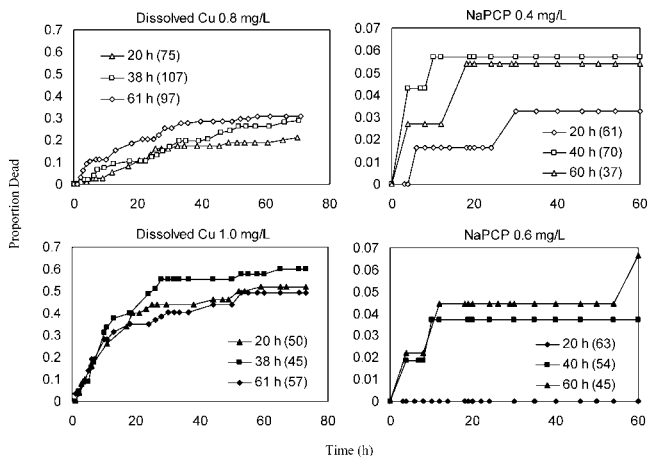 Dissolved Cu 0.8 mg/L
0.7
0.6
0.5
0.4
0.3
0.2
0.1
0
20 h (75)
38 h (107)
61 h (97)
0 20 40 60 80
NaPCP 0.4 mg/L
0.07
0.06
0.05
0.04
0.03
0.02
0.01
0
20 h (61)
40 h (70)
60 h (37)
0 20 40 60
Proportion Dead
Dissolved Cu 1.0 mg/L
0.7
0.6
0.5
0.4
0.3
0.2
0.1
0
20 h (50)
38 h (45)
61 h (57)
0 20 40 60 80
NaPCP 0.6 mg/L
0.07
0.06
0.05
0.04
0.03
0.02
0.01
0
20 h (63)
40 h (54)
60 h (45)
0 20 40 60
Time (h)